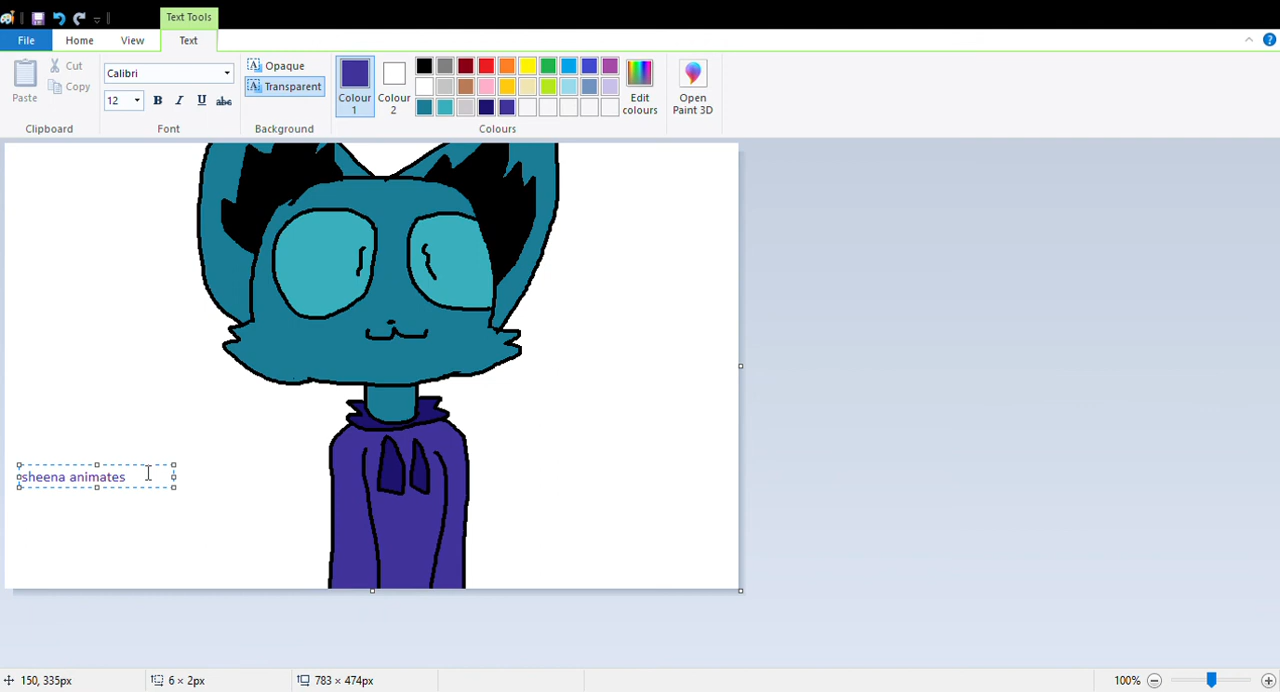 Text Tools
File Home View Text
Paste Cut Copy
Calibri
12 B I U abc
Opaque
Transparent
Colour 1
Colour 2
Edit colours
Open Paint 3D
Clipboard Font Background Colours
sheena animates
150, 335px 6 × 2px 783 × 474px 100%